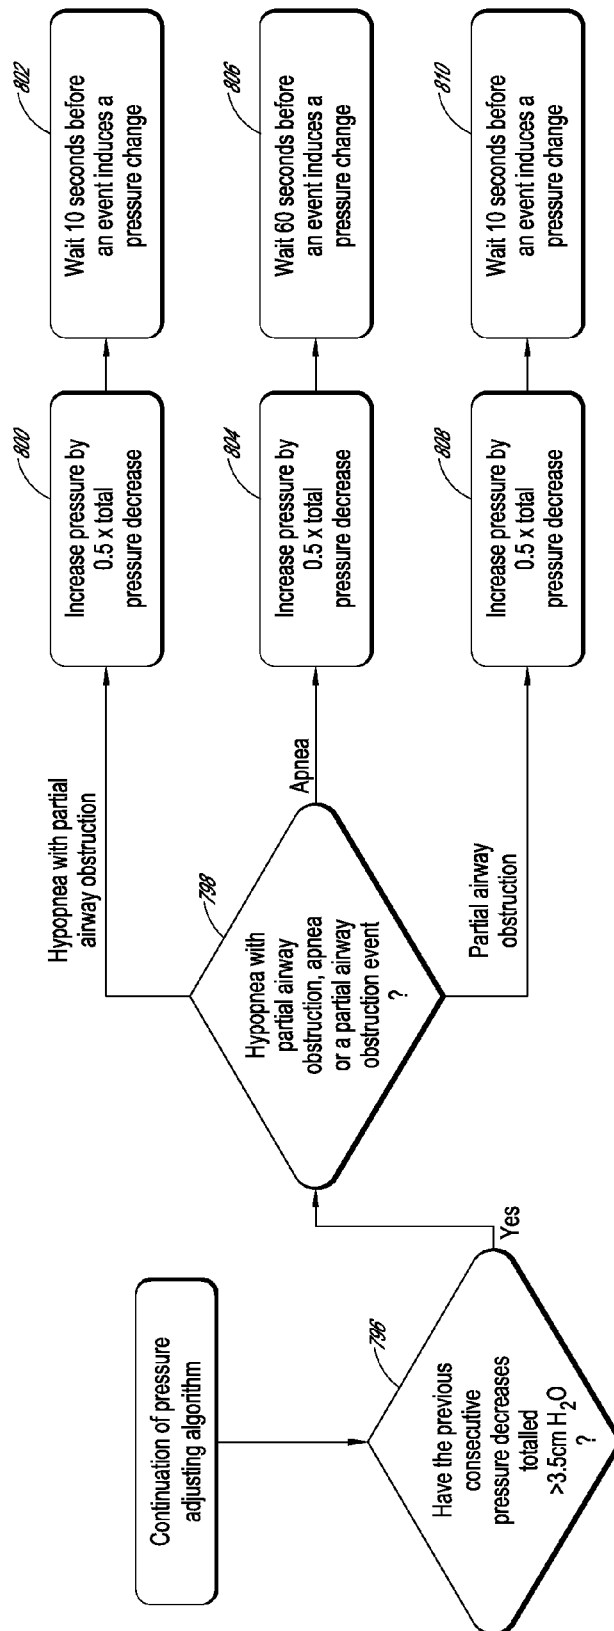 Continuation of pressure
adjusting algorithm
796
Have the previous
consecutive
pressure decreases
totalled
>3.5cm H₂O
?
Yes
798
Hypopnea with
partial airway
obstruction, apnea
or a partial airway
obstruction event
?
Hypopnea with partial
airway obstruction
800
Increase pressure by
0.5 x total
pressure decrease
802
Wait 10 seconds before
an event induces a
pressure change
Apnea
804
Increase pressure by
0.5 x total
pressure decrease
806
Wait 60 seconds before
an event induces a
pressure change
Partial airway
obstruction
808
Increase pressure by
0.5 x total
pressure decrease
810
Wait 10 seconds before
an event induces a
pressure change